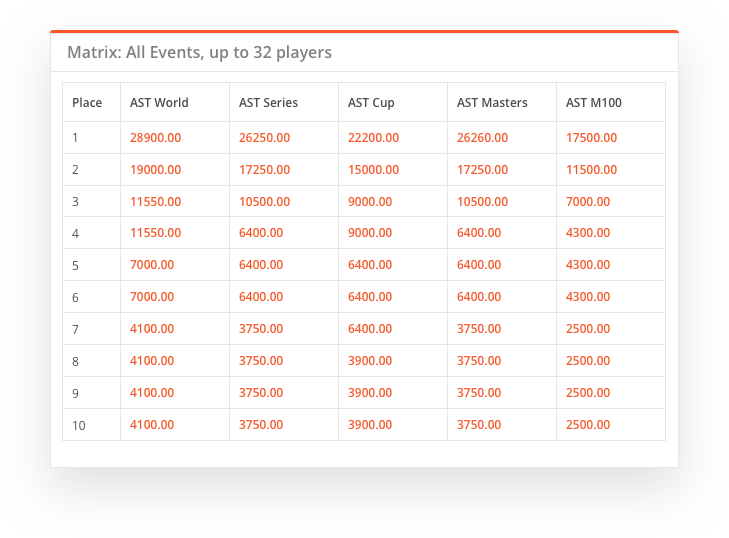 Matrix: All Events, up to 32 players
Place AST World AST Series AST Cup AST Masters AST M100
1 28900.00 26250.00 22200.00 26260.00 17500.00
2 19000.00 17250.00 15000.00 17250.00 11500.00
3 11550.00 10500.00 9000.00 10500.00 7000.00
4 11550.00 6400.00 9000.00 6400.00 4300.00
5 7000.00 6400.00 6400.00 6400.00 4300.00
6 7000.00 6400.00 6400.00 6400.00 4300.00
7 4100.00 3750.00 6400.00 3750.00 2500.00
8 4100.00 3750.00 3900.00 3750.00 2500.00
9 4100.00 3750.00 3900.00 3750.00 2500.00
10 4100.00 3750.00 3900.00 3750.00 2500.00